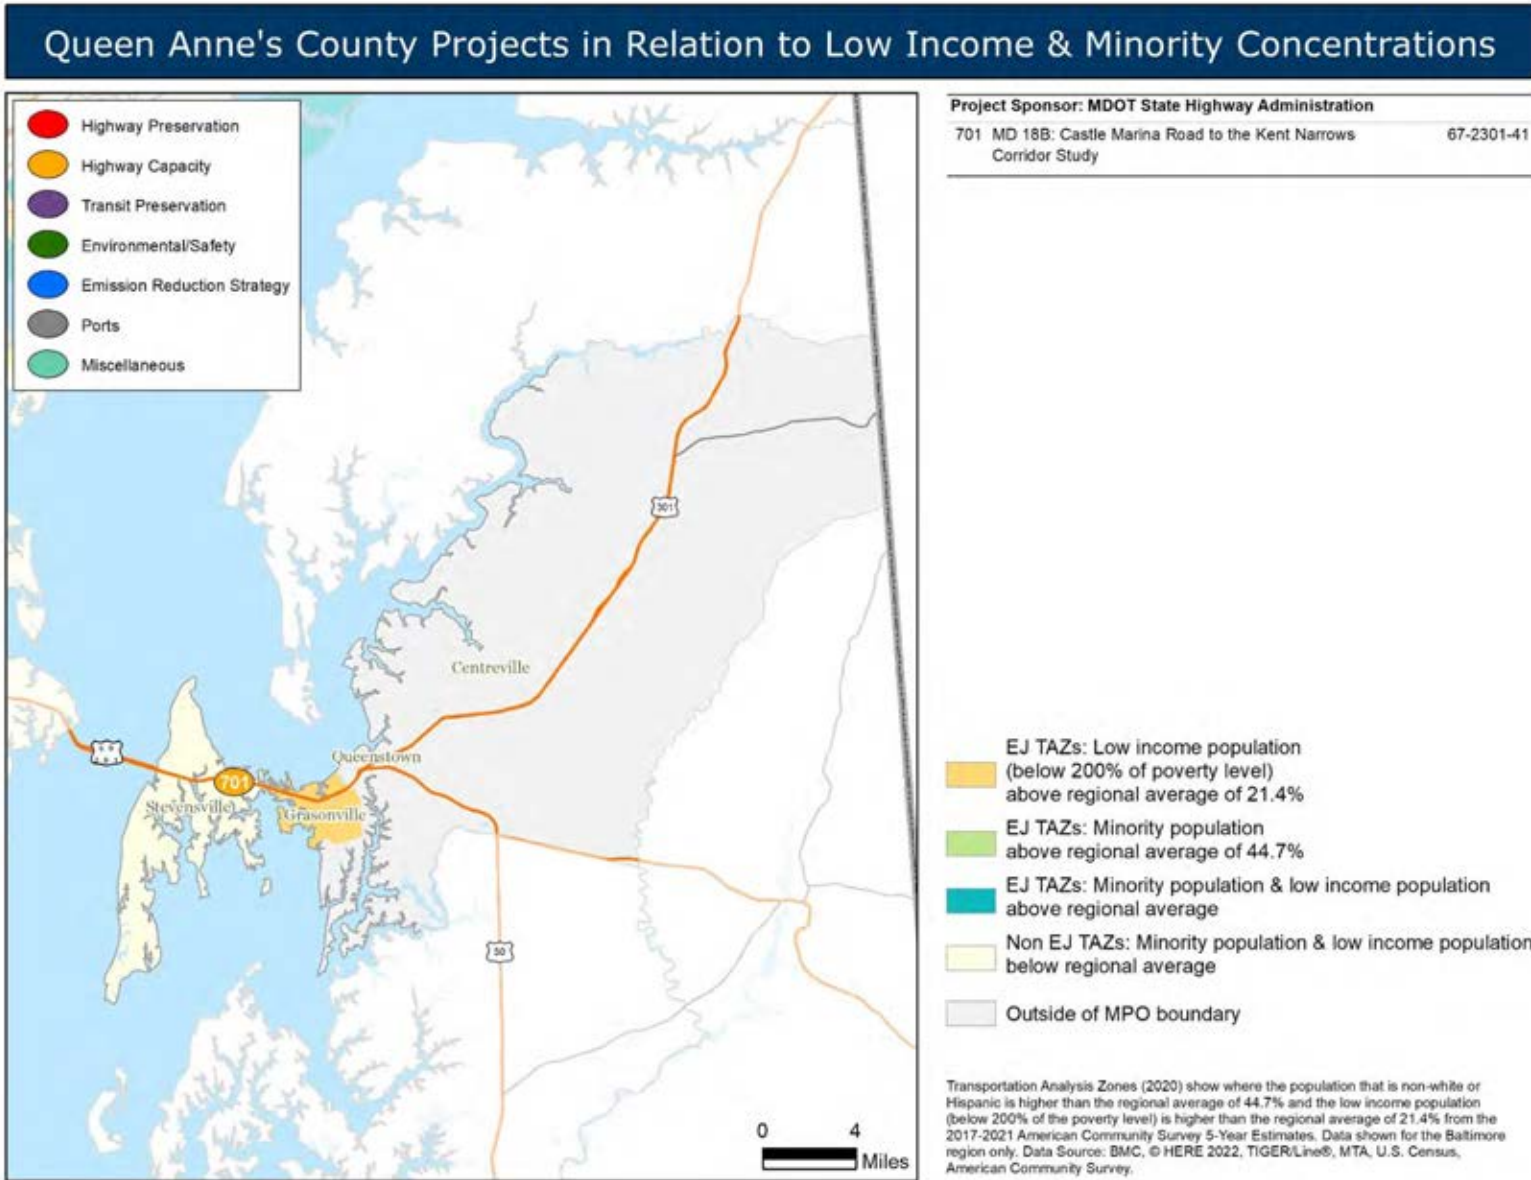 Queen Anne's County Projects in Relation to Low Income & Minority Concentrations
Highway Preservation
Highway Capacity
Transit Preservation
Environmental/Safety
Emission Reduction Strategy
Ports
Miscellaneous
Project Sponsor: MDOT State Highway Administration
701 MD 18B: Castle Marina Road to the Kent Narrows 67-2301-41
Corridor Study
301
Centreville
Queenstown
701
Stevensville
Grasonville
50
0 4
Miles
EJ TAZs: Low income population
(below 200% of poverty level)
above regional average of 21.4%
EJ TAZs: Minority population
above regional average of 44.7%
EJ TAZs: Minority population & low income population
above regional average
Non EJ TAZs: Minority population & low income population
below regional average
Outside of MPO boundary
Transportation Analysis Zones (2020) show where the population that is non-white or
Hispanic is higher than the regional average of 44.7% and the low income population
(below 200% of the poverty level) is higher than the regional average of 21.4% from the
2017-2021 American Community Survey 5-Year Estimates. Data shown for the Baltimore
region only. Data Source: BMC, © HERE 2022, TIGER/Line®, MTA, U.S. Census,
American Community Survey.